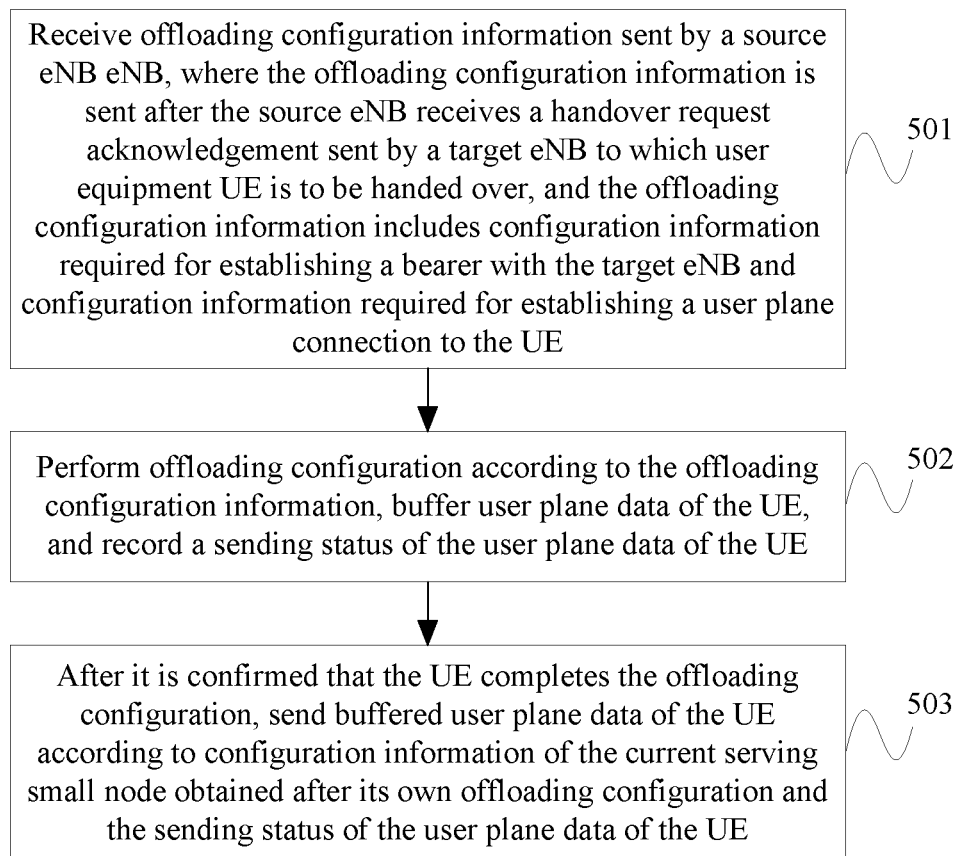 Receive offloading configuration information sent by a source
eNB eNB, where the offloading configuration information is
sent after the source eNB receives a handover request
acknowledgement sent by a target eNB to which user
equipment UE is to be handed over, and the offloading
configuration information includes configuration information
required for establishing a bearer with the target eNB and
configuration information required for establishing a user plane
connection to the UE
501
Perform offloading configuration according to the offloading
configuration information, buffer user plane data of the UE,
and record a sending status of the user plane data of the UE
502
After it is confirmed that the UE completes the offloading
configuration, send buffered user plane data of the UE
according to configuration information of the current serving
small node obtained after its own offloading configuration and
the sending status of the user plane data of the UE
503